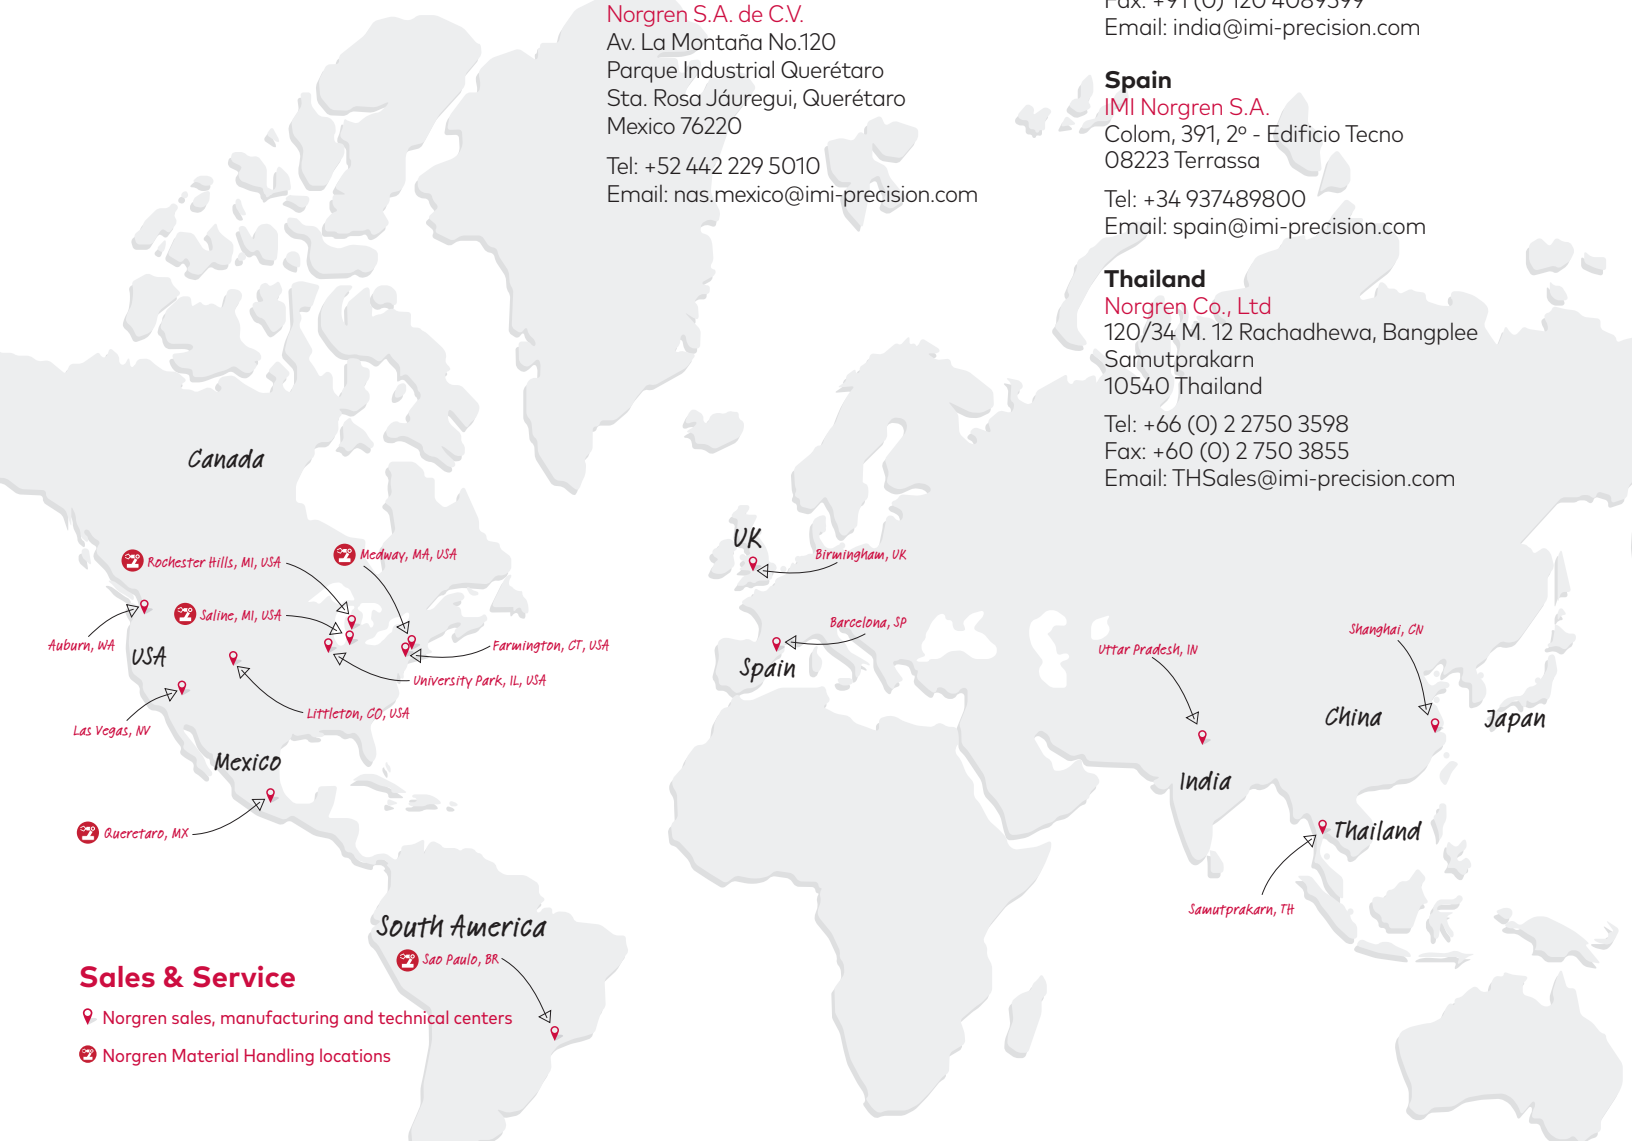 Norgren S.A. de C.V.
Av. La Montaña No.120
Parque Industrial Querétaro
Sta. Rosa Jáuregui, Querétaro
Mexico 76220
Tel: +52 442 229 5010
Email: nas.mexico@imi-precision.com
Fax: +91 (0) 120 4089599
Email: india@imi-precision.com
Spain
IMI Norgren S.A.
Colom, 391, 2º - Edificio Tecno
08223 Terrassa
Tel: +34 937489800
Email: spain@imi-precision.com
Thailand
Norgren Co., Ltd
120/34 M. 12 Rachadhewa, Bangplee
Samutprakarn
10540 Thailand
Tel: +66 (0) 2 2750 3598
Fax: +60 (0) 2 750 3855
Email: THSales@imi-precision.com
Canada
Rochester Hills, MI, USA
Medway, MA, USA
Saline, MI, USA
Auburn, WA
USA
Farmington, CT, USA
University Park, IL, USA
Littleton, CO, USA
Las Vegas, NV
Mexico
Queretaro, MX
South America
Sao Paulo, BR
UK
Birmingham, UK
Barcelona, SP
Spain
Uttar Pradesh, IN
India
Shanghai, CN
China
Japan
Thailand
Samutprakarn, TH
Sales & Service
Norgren sales, manufacturing and technical centers
Norgren Material Handling locations